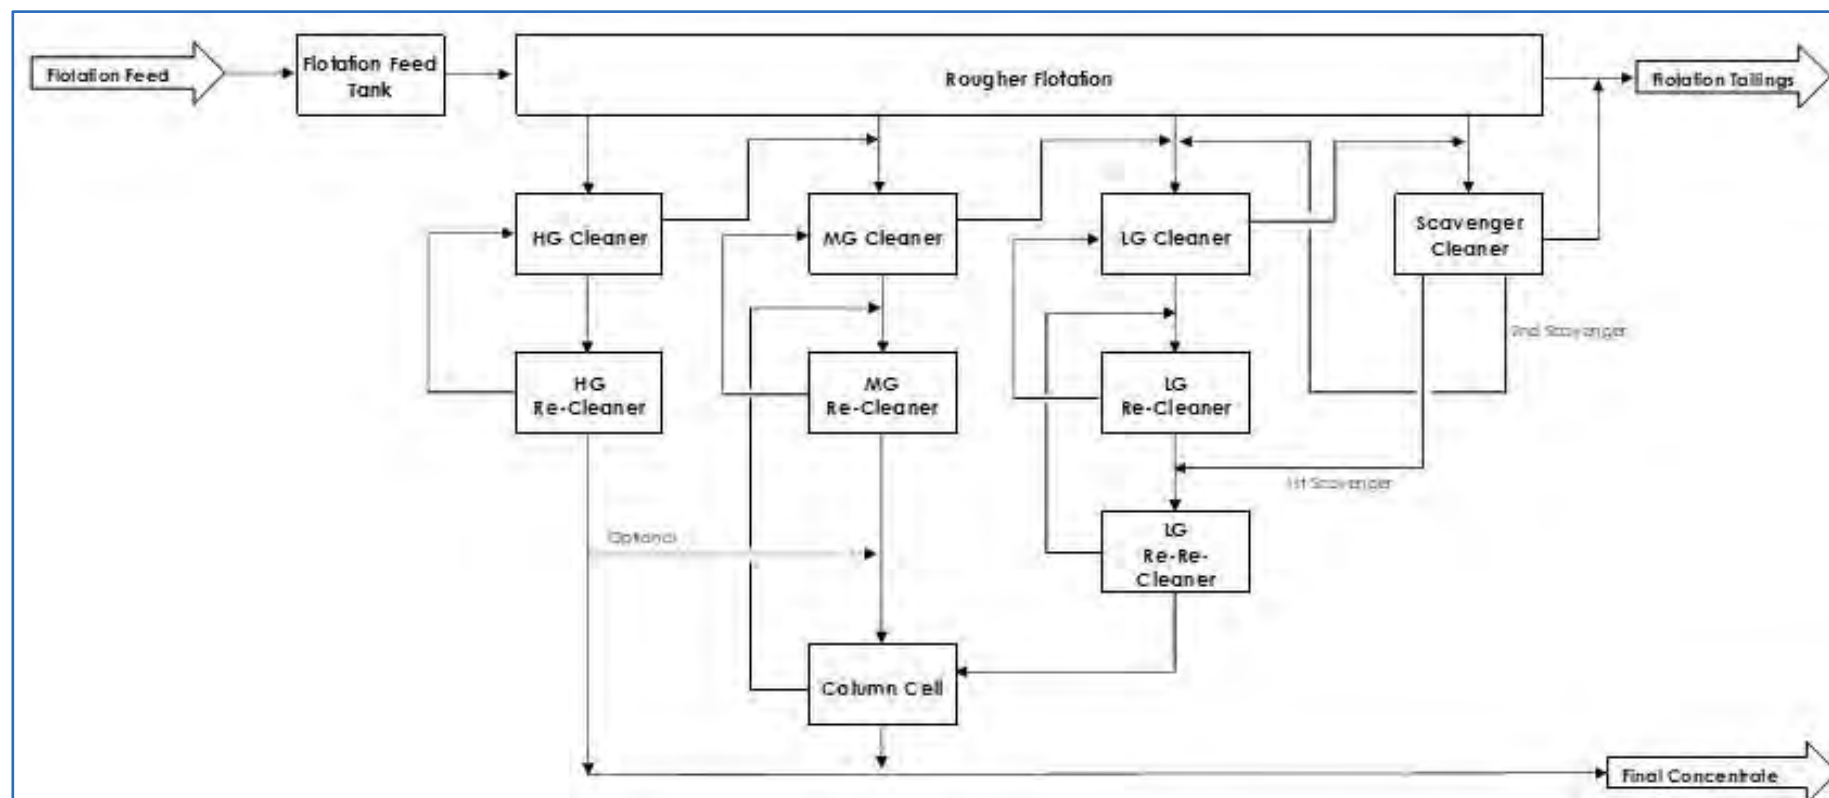 Flotation Feed
Flotation Feed
Tank
Rougher Flotation
Flotation Tailings
HG Cleaner
MG Cleaner
LG Cleaner
Scavenger
Cleaner
2nd Scavenger
HG
Re-Cleaner
MG
Re-Cleaner
LG
Re-Cleaner
1st Scavenger
Optional
LG
Re-Re-
Cleaner
Column Cell
Final Concentrate